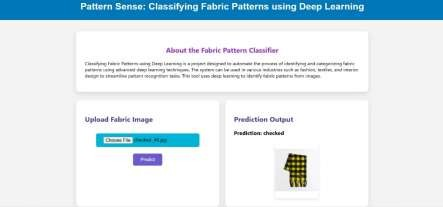 Pattern Sense: Classifying Fabric Patterns using Deep Learning
About the Fabric Pattern Classifier
Classifying Fabric Patterns using Deep Learning is a project designed to automate the process of identifying and categorizing fabric
patterns using advanced deep learning techniques. The system can be used in various industries such as fashion, textiles, and interior
design to streamline pattern recognition tasks. This tool uses deep learning to identify fabric patterns from images.
Upload Fabric Image
Choose File
Predict
Prediction Output
Prediction: checked